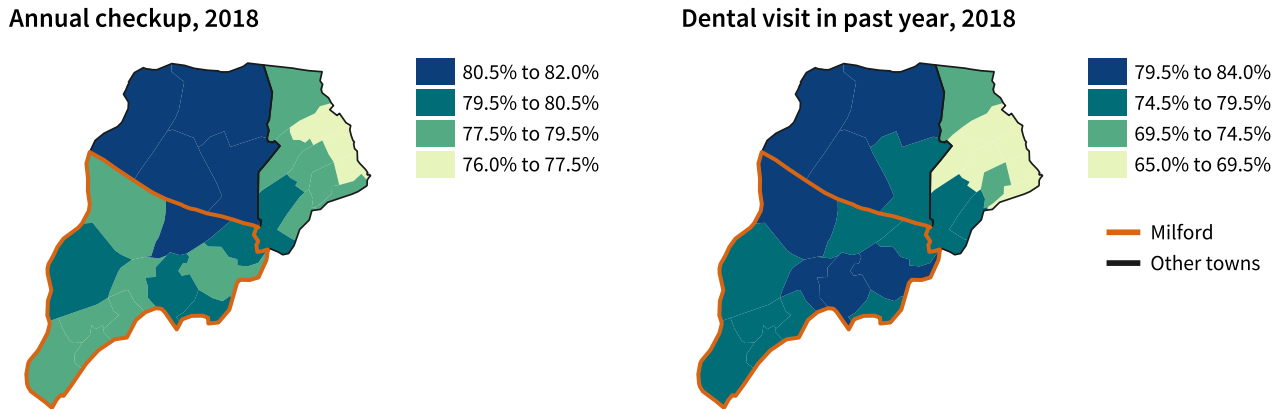 Annual checkup, 2018
80.5% to 82.0%
79.5% to 80.5%
77.5% to 79.5%
76.0% to 77.5%
Dental visit in past year, 2018
79.5% to 84.0%
74.5% to 79.5%
69.5% to 74.5%
65.0% to 69.5%
Milford
Other towns